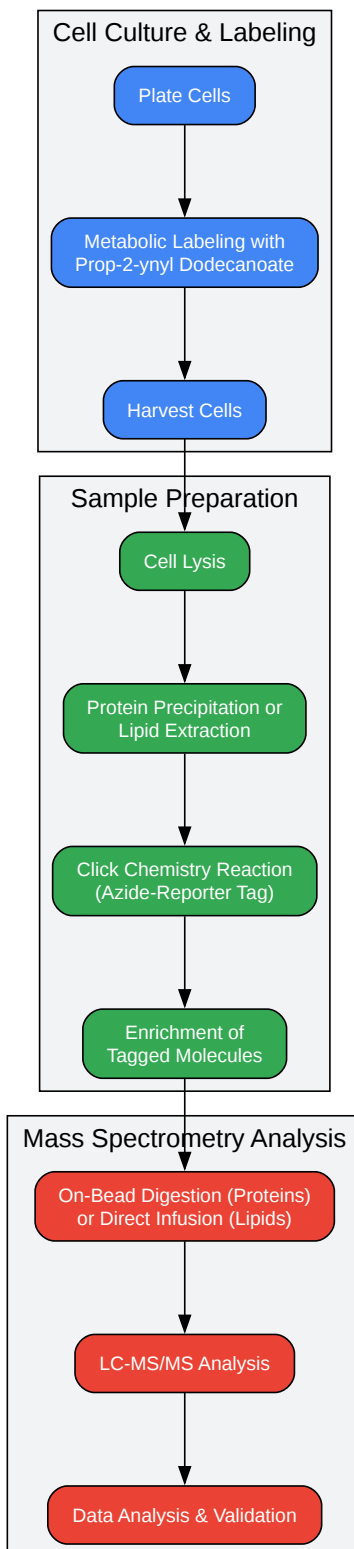 Cell Culture & Labeling
Plate Cells
Metabolic Labeling with
Prop-2-ynyl Dodecanoate
Harvest Cells
Sample Preparation
Cell Lysis
Protein Precipitation or
Lipid Extraction
Click Chemistry Reaction
(Azide-Reporter Tag)
Enrichment of
Tagged Molecules
Mass Spectrometry Analysis
On-Bead Digestion (Proteins)
or Direct Infusion (Lipids)
LC-MS/MS Analysis
Data Analysis & Validation